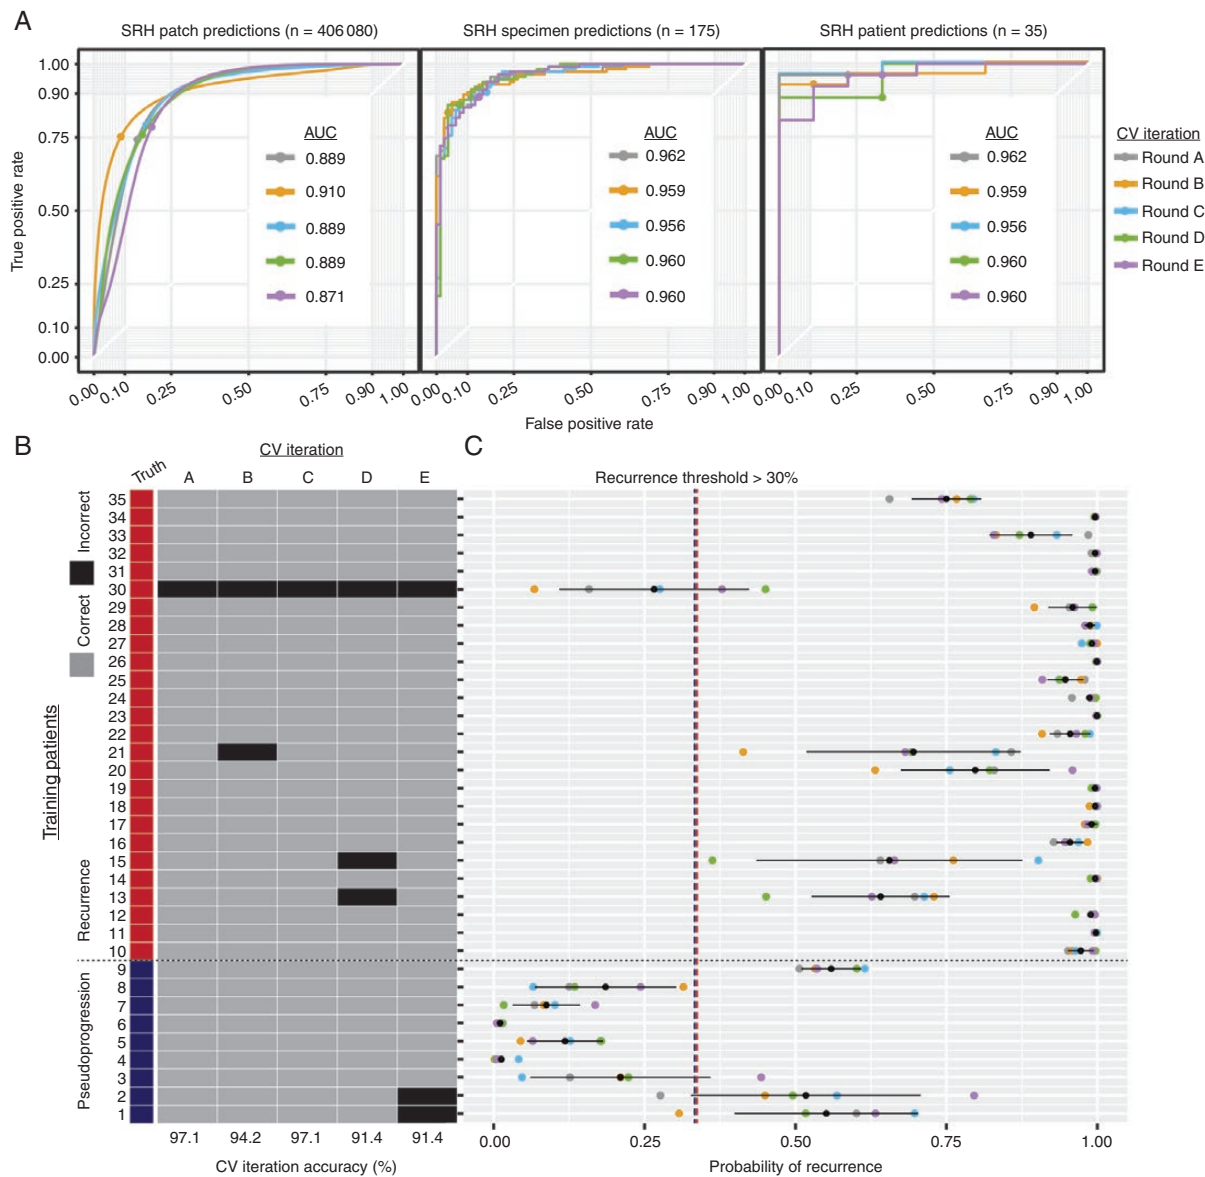 A
SRH patch predictions (n = 406 080)
SRH specimen predictions (n = 175)
SRH patient predictions (n = 35)
True positive rate
1.00
0.90
0.75
0.50
0.25
0.10
0.00
AUC
0.889
0.910
0.889
0.889
0.871
AUC
0.962
0.959
0.956
0.960
0.960
AUC
0.962
0.959
0.956
0.960
0.960
CV iteration
Round A
Round B
Round C
Round D
Round E
0.00 0.10 0.25 0.50 0.75 0.90 1.00
0.00 0.10 0.25 0.50 0.75 0.90 1.00
0.00 0.10 0.25 0.50 0.75 0.90 1.00
False positive rate
B
CV iteration
Truth
A B C D E
Incorrect
Correct
Training patients
Recurrence
Pseudoprogression
35
34
33
32
31
30
29
28
27
26
25
24
23
22
21
20
19
18
17
16
15
14
13
12
11
10
9
8
7
6
5
4
3
2
1
97.1 94.2 97.1 91.4 91.4
CV iteration accuracy (%)
C
Recurrence threshold > 30%
0.00 0.25 0.50 0.75 1.00
Probability of recurrence